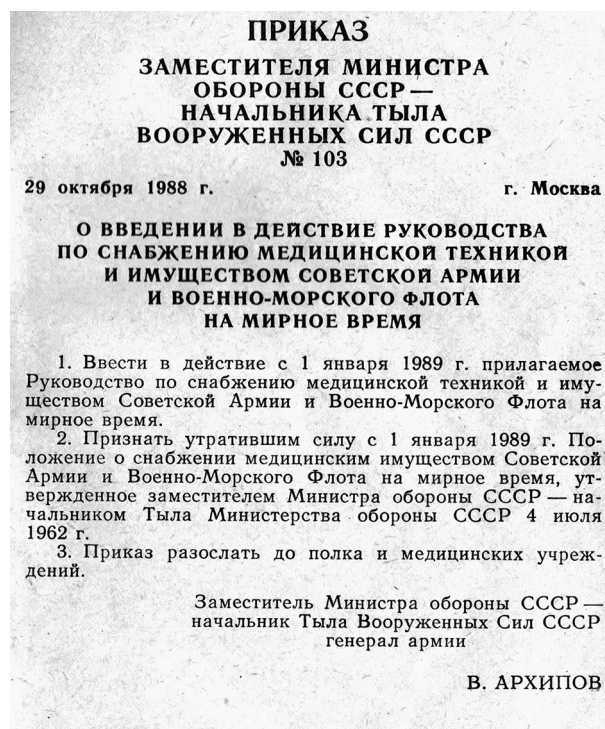 ПРИКАЗ
ЗАМЕСТИТЕЛЯ МИНИСТРА
ОБОРОНЫ СССР —
НАЧАЛЬНИКА ТЫЛА
ВООРУЖЕННЫХ СИЛ СССР
№ 103
29 октября 1988 г. г. Москва
О ВВЕДЕНИИ В ДЕЙСТВИЕ РУКОВОДСТВА
ПО СНАБЖЕНИЮ МЕДИЦИНСКОЙ ТЕХНИКОЙ
И ИМУЩЕСТВОМ СОВЕТСКОЙ АРМИИ
И ВОЕННО-МОРСКОГО ФЛОТА
НА МИРНОЕ ВРЕМЯ
1. Ввести в действие с 1 января 1989 г. прилагаемое
Руководство по снабжению медицинской техникой и иму-
ществом Советской Армии и Военно-Морского Флота на
мирное время.
2. Признать утратившим силу с 1 января 1989 г. По-
ложение о снабжении медицинским имуществом Советской
Армии и Военно-Морского Флота на мирное время, ут-
вержденное заместителем Министра обороны СССР — на-
чальником Тыла Министерства обороны СССР 4 июля
1962 г.
3. Приказ разослать до полка и медицинских учреж-
дений.
Заместитель Министра обороны СССР —
начальник Тыла Вооруженных Сил СССР
генерал армии
В. АРХИПОВ